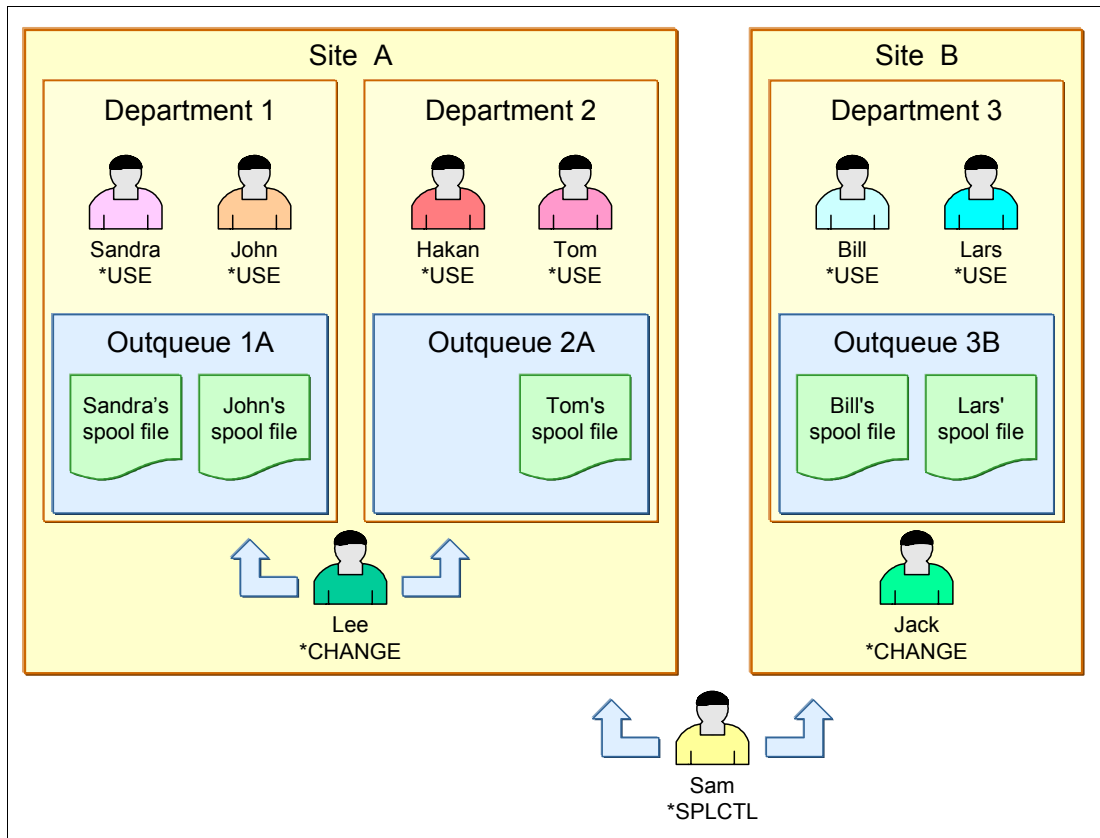 Site A
Department 1
Sandra
*USE
John
*USE
Outqueue 1A
Sandra’s
spool file
John's
spool file
Department 2
Hakan
*USE
Tom
*USE
Outqueue 2A
Tom's
spool file
Lee
*CHANGE
Site B
Department 3
Bill
*USE
Lars
*USE
Outqueue 3B
Bill's
spool file
Lars'
spool file
Jack
*CHANGE
Sam
*SPLCTL